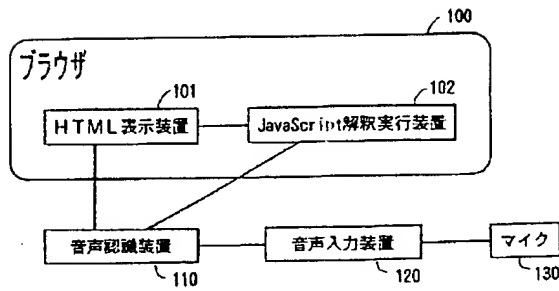 100
ブラウザ
101
102
HTML表示装置
JavaScript解釈実行装置
音声認識装置
音声入力装置
マイク
110
120
130